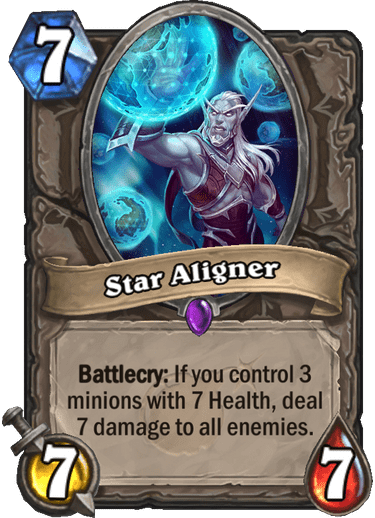 7
Star Aligner
Battlecry: If you control 3
minions with 7 Health, deal
7 damage to all enemies.
7
7